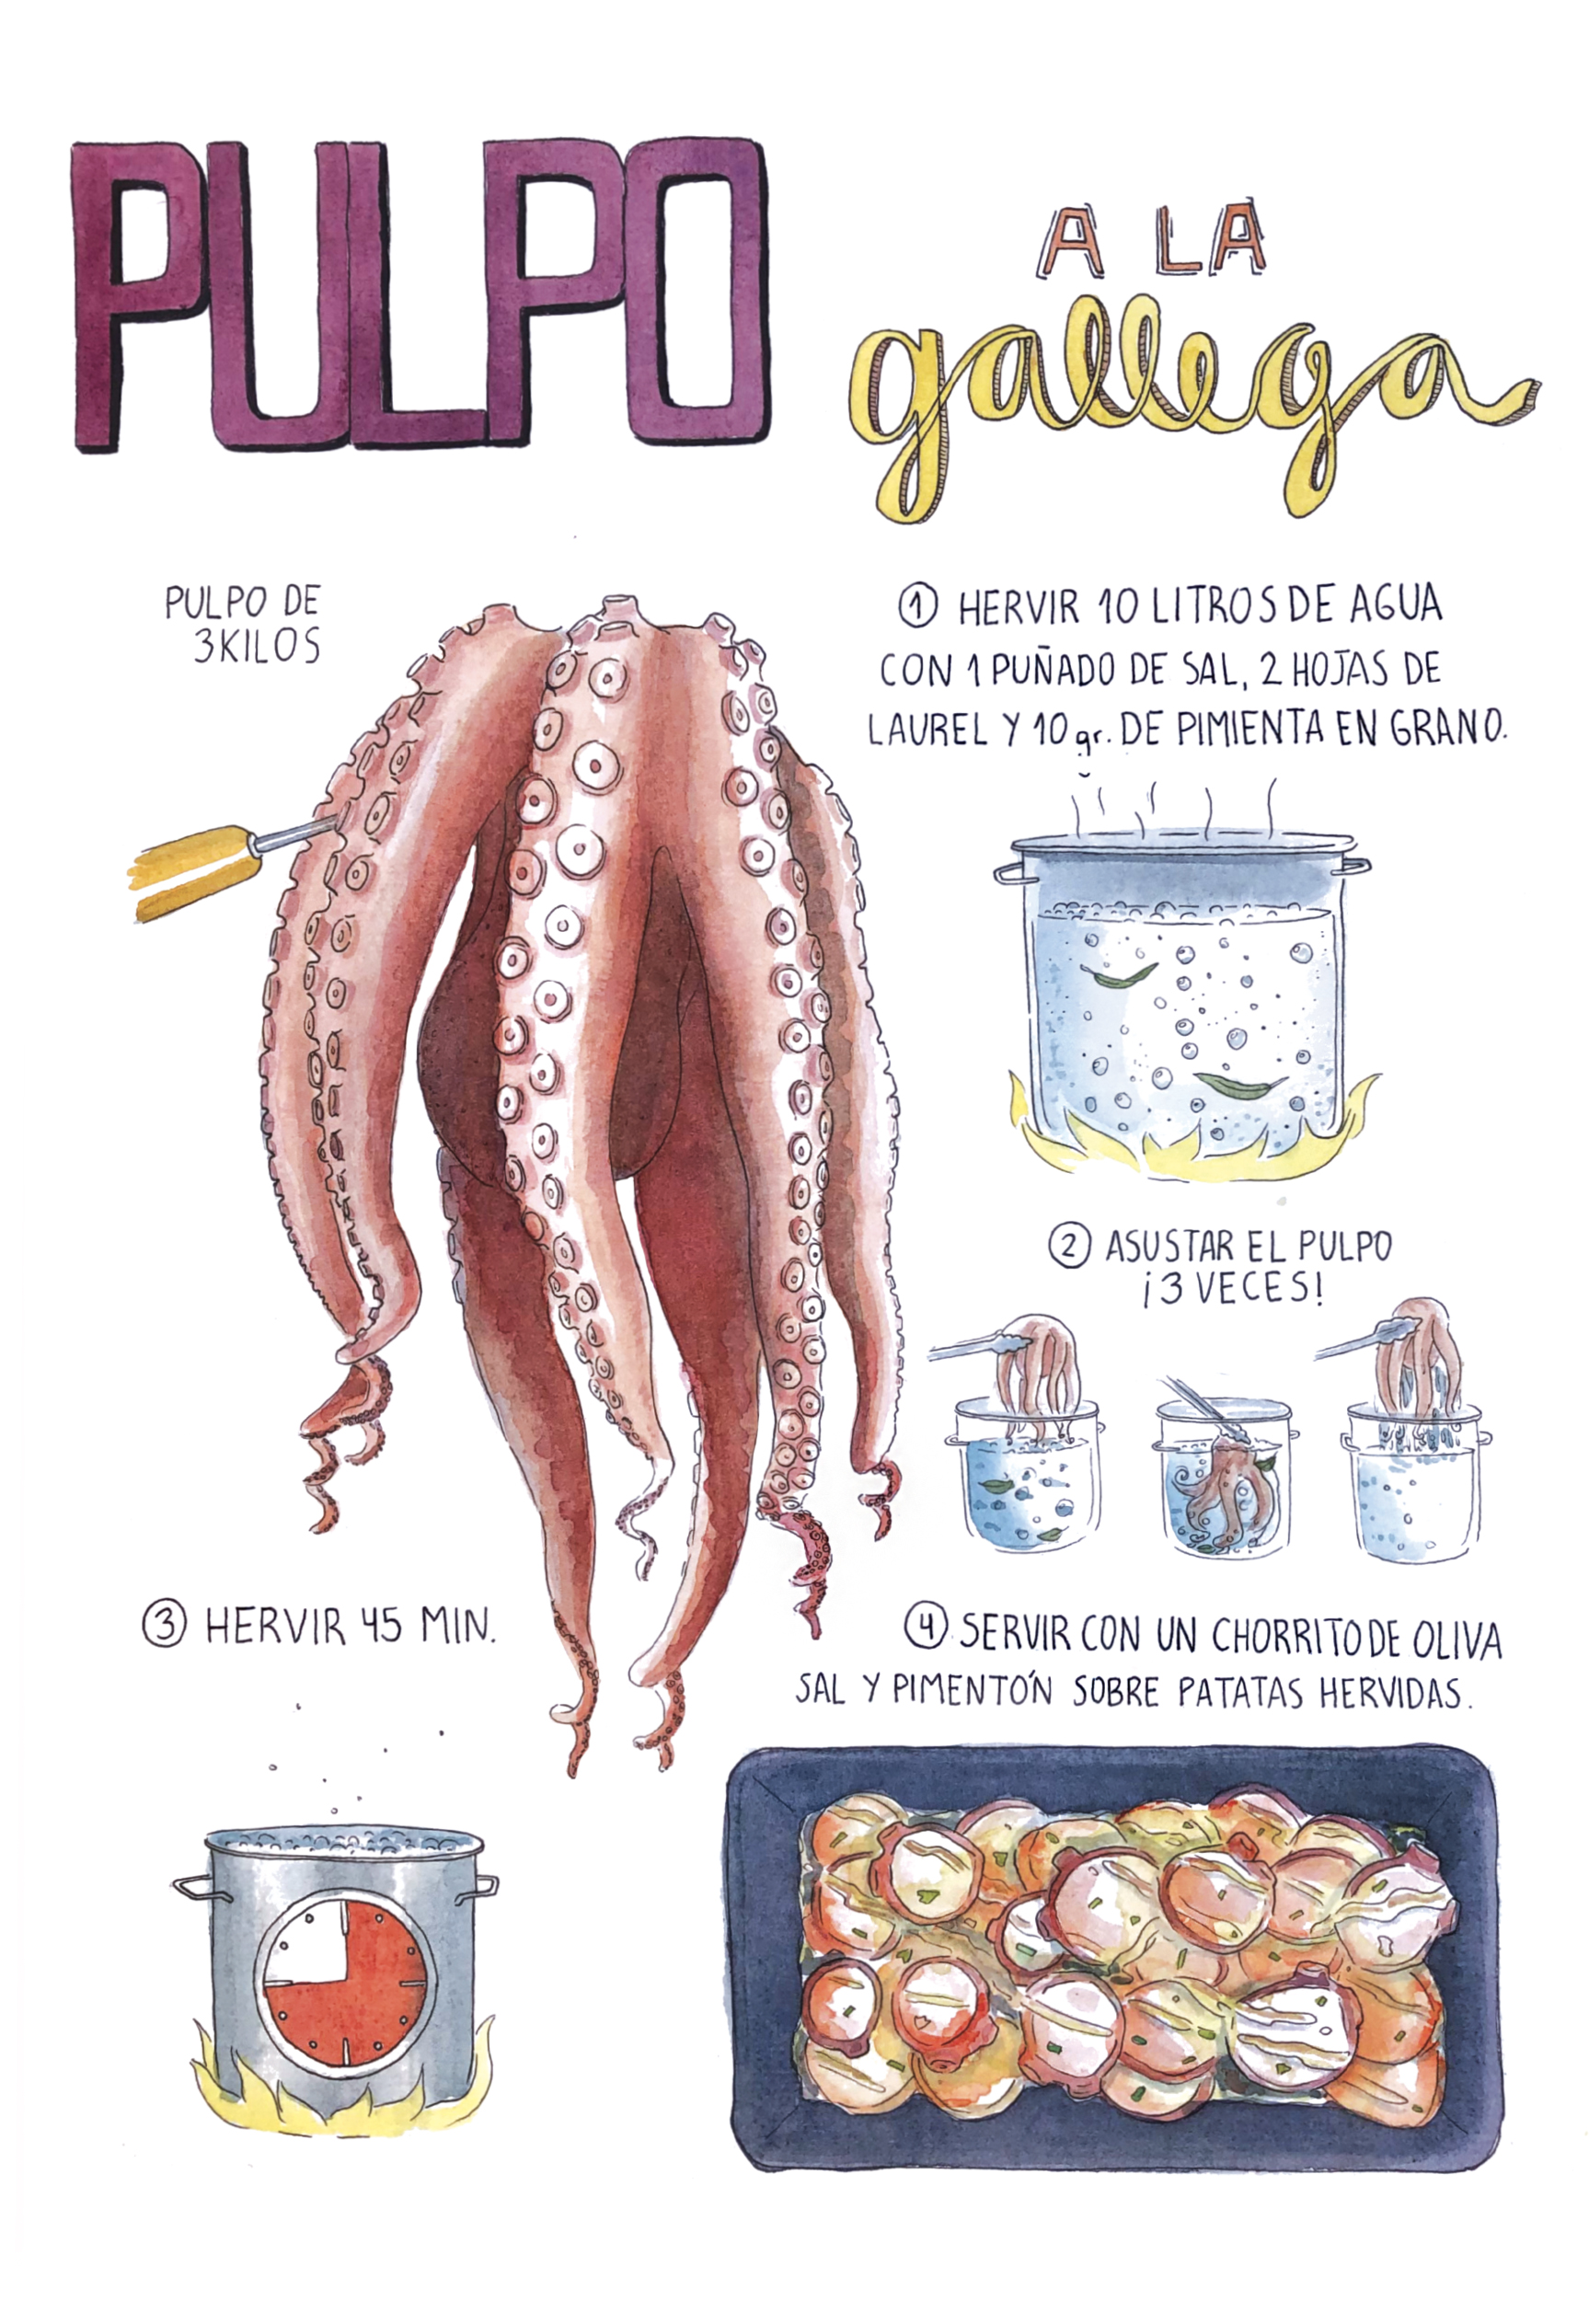 PULPO
A LA
gallega
PULPO DE
3 KILOS
① HERVIR 10 LITROS DE AGUA
CON 1 PUÑADO DE SAL, 2 HOJAS DE
LAUREL Y 10 gr. DE PIMIENTA EN GRANO.
② ASUSTAR EL PULPO
¡3 VECES!
③ HERVIR 45 MIN.
④ SERVIR CON UN CHORRITO DE OLIVA
SAL Y PIMENTÓN SOBRE PATATAS HERVIDAS.